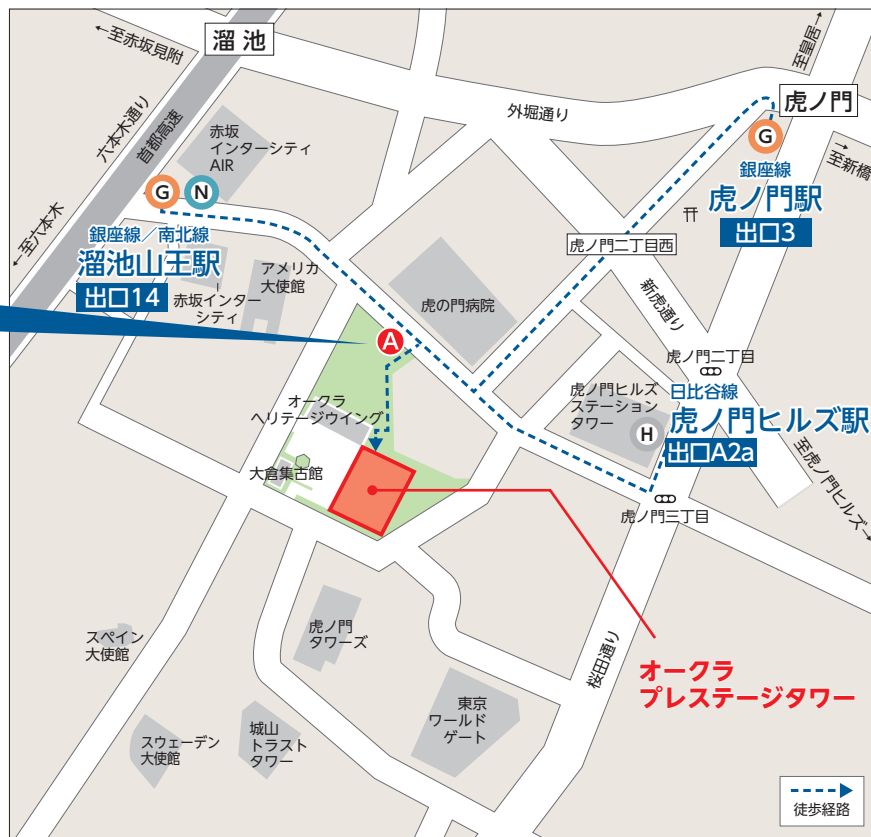 ←至赤坂見附
溜池
至皇居→
虎ノ門
外堀通り
六本木通り
首都高速
赤坂
インターシティ
AIR
G
→
至新橋
銀座線
虎ノ門駅
出口3
G
N
←至六本木
銀座線/南北線
溜池山王駅
出口14
虎ノ門二丁目西
アメリカ
大使館
赤坂インター
シティ
虎の門病院
新虎通り
A
虎ノ門二丁目
虎ノ門ヒルズ
ステーション
タワー
日比谷線
虎ノ門ヒルズ駅
H
出口A2a
オークラ
ヘリテージウイング
大倉集古館
至虎ノ門ヒルズ→
虎ノ門三丁目
虎ノ門
タワーズ
スペイン
大使館
桜田通り
オークラ
プレステージタワー
東京
ワールド
ゲート
城山
トラスト
タワー
スウェーデン
大使館
徒歩経路